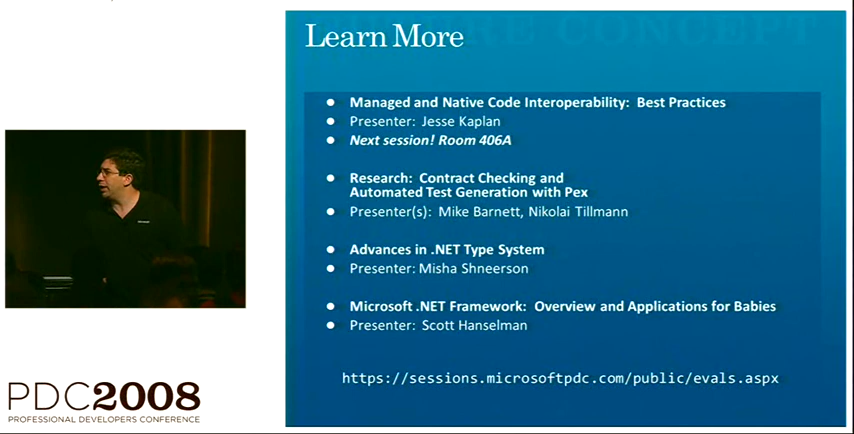 Learn More
Managed and Native Code Interoperability: Best Practices
Presenter: Jesse Kaplan
Next session! Room 406A
Research: Contract Checking and
Automated Test Generation with Pex
Presenter(s): Mike Barnett, Nikolai Tillmann
Advances in .NET Type System
Presenter: Misha Shneerson
Microsoft .NET Framework: Overview and Applications for Babies
Presenter: Scott Hanselman
https://sessions.microsoftpdc.com/public/evals.aspx
PDC2008
PROFESSIONAL DEVELOPERS CONFERENCE